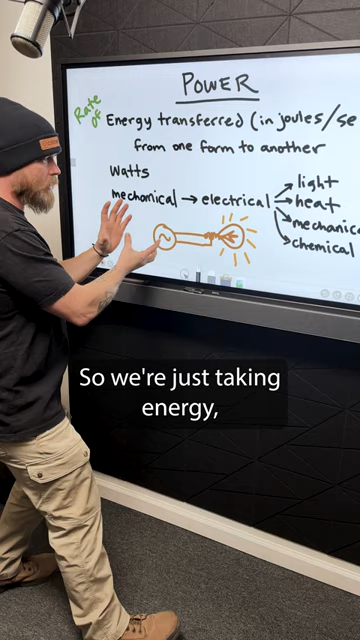 POWER
Rate
of
Energy transferred (in joules/se
from one form to another
Watts
mechanical → electrical
light
heat
mechanica
chemical
So we're just taking
energy,